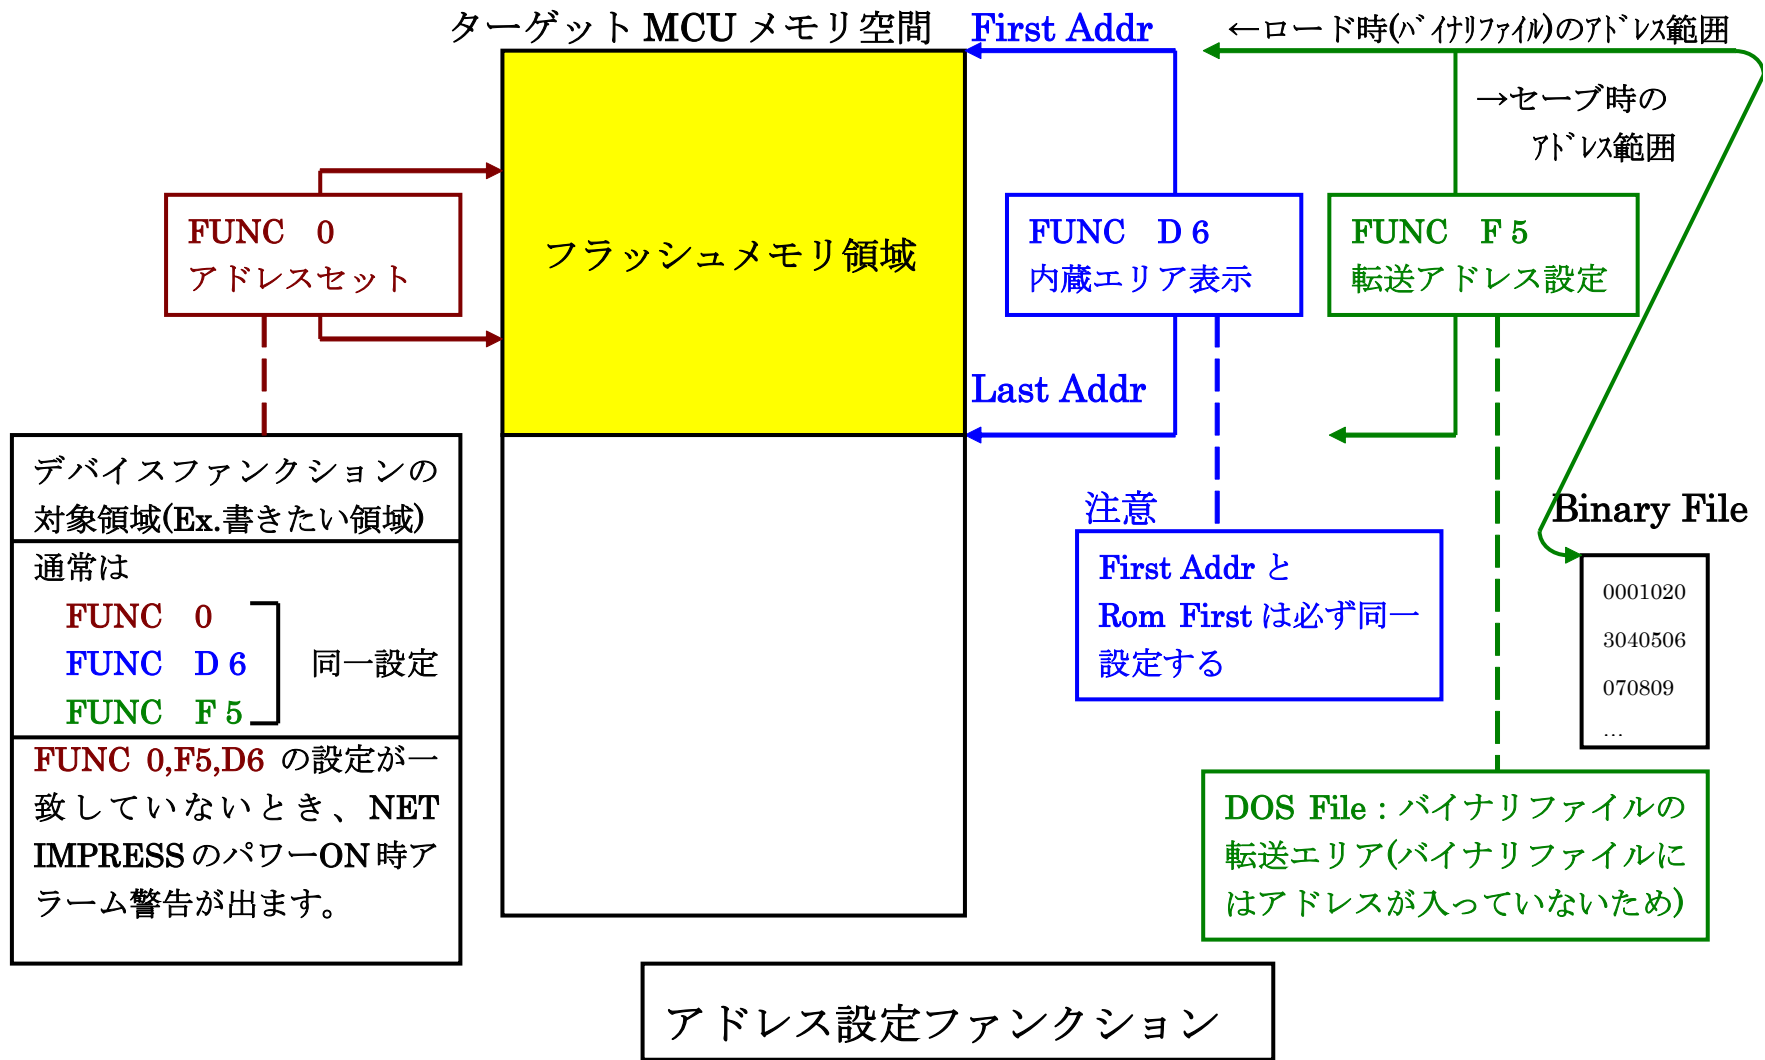 ターゲット MCU メモリ空間
First Addr
←ロード時(ﾊﾞｲﾅﾘﾌｧｲﾙ)のｱﾄﾞﾚｽ範囲
→セーブ時の
ｱﾄﾞﾚｽ範囲
FUNC 0
アドレスセット
フラッシュメモリ領域
FUNC D 6
内蔵エリア表示
FUNC F 5
転送アドレス設定
Last Addr
デバイスファンクションの
対象領域(Ex.書きたい領域)
通常は
FUNC 0
FUNC D 6
FUNC F 5
同一設定
FUNC 0,F5,D6 の設定が一
致していないとき、NET
IMPRESS のパワーON 時ア
ラーム警告が出ます。
注意
First Addr と
Rom First は必ず同一
設定する
Binary File
0001020
3040506
070809
…
DOS File : バイナリファイルの
転送エリア(バイナリファイルに
はアドレスが入っていないため)
アドレス設定ファンクション